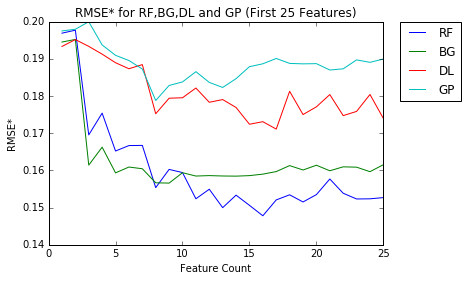 RMSE* for RF,BG,DL and GP (First 25 Features)
0.20
0.19
0.18
0.17
0.16
0.15
0.14
RMSE*
0
5
10
15
20
25
Feature Count
RF
BG
DL
GP